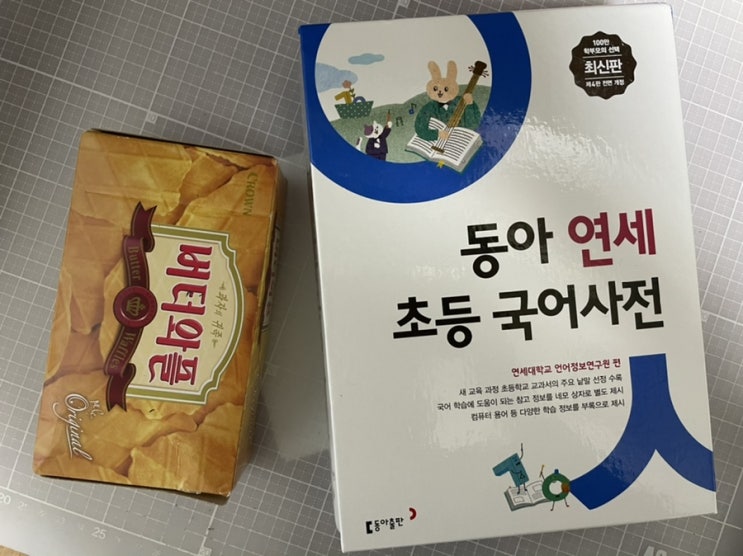 CROWN
버터와플
Butter
Waffles
Original
100만
학부모의 선택
최신판
제4판 전면 개정
동아 연세
초등 국어사전
연세대학교 언어정보연구원 편
새 교육 과정 초등학교 교과서의 주요 낱말 선정 수록
국어 학습에 도움이 되는 참고 정보를 네모 상자로 별도 제시
컴퓨터 용어 등 다양한 학습 정보를 부록으로 제시
동아출판
20
25